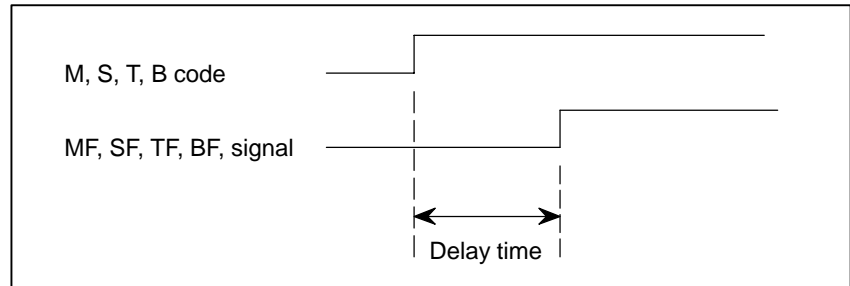 M, S, T, B code
MF, SF, TF, BF, signal
Delay time